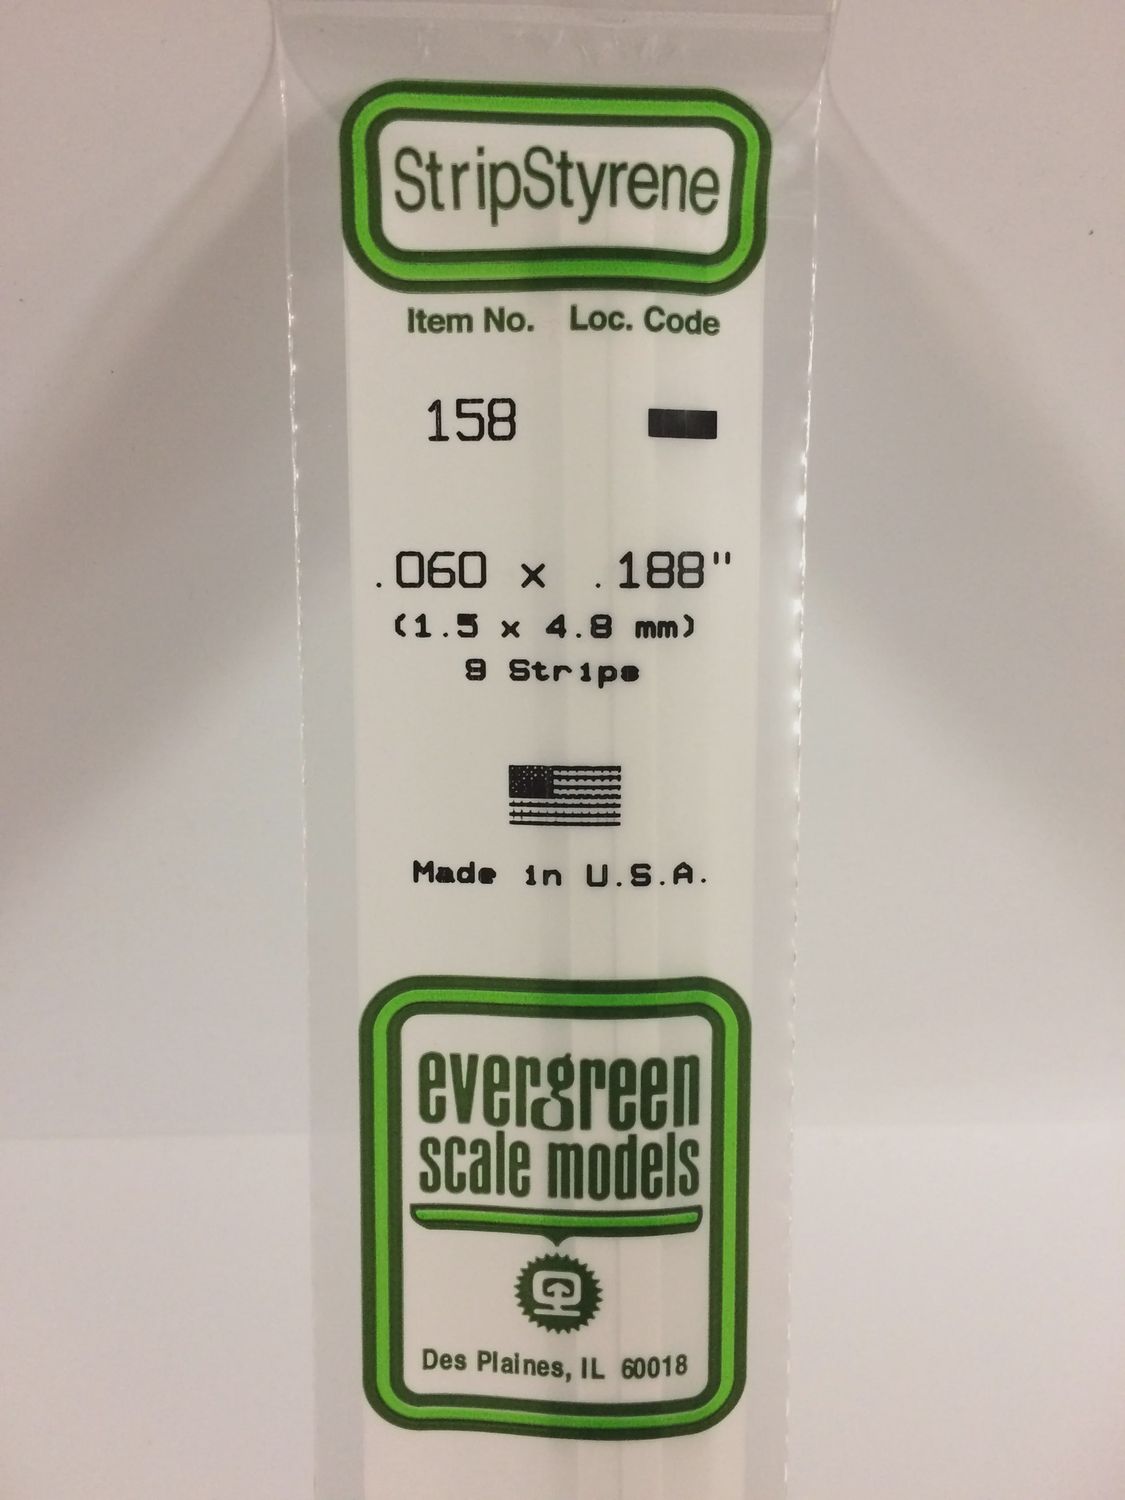 StripStyrene
Item No. Loc. Code
158
.060 x .188"
(1.5 x 4.8 mm)
9 Strips
Made in U.S.A.
evergreen
scale models
Des Plaines, IL 60018